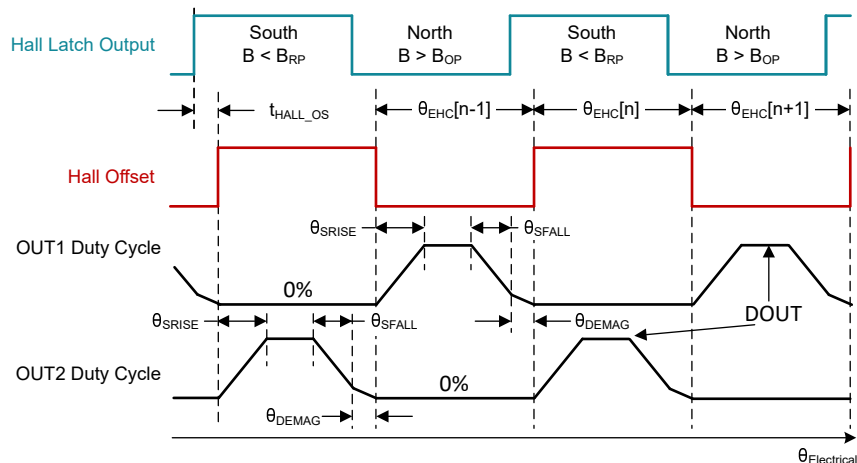 Hall Latch Output
South
B < BRP
North
B > BOP
South
B < BRP
North
B > BOP
tHALL_OS
θEHC[n-1]
θEHC[n]
θEHC[n+1]
Hall Offset
θSRISE
θSFALL
OUT1 Duty Cycle
0%
DOUT
θSRISE
θSFALL
θDEMAG
OUT2 Duty Cycle
0%
θDEMAG
θElectrical